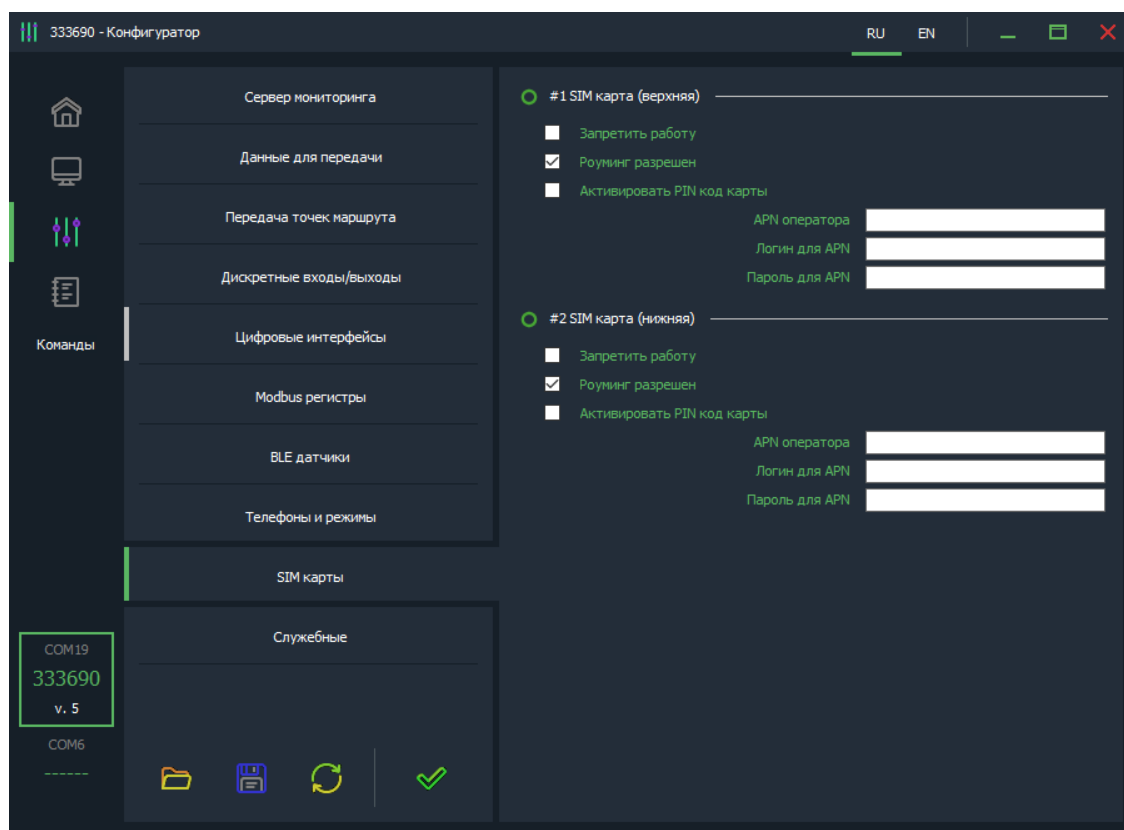 333690 - Конфигуратор
RU EN
Команды
COM19
333690
v. 5
COM6
------
Сервер мониторинга
Данные для передачи
Передача точек маршрута
Дискретные входы/выходы
Цифровые интерфейсы
Modbus регистры
BLE датчики
Телефоны и режимы
SIM карты
Служебные
#1 SIM карта (верхняя)
Запретить работу
Роуминг разрешен
Активировать PIN код карты
APN оператора
Логин для APN
Пароль для APN
#2 SIM карта (нижняя)
Запретить работу
Роуминг разрешен
Активировать PIN код карты
APN оператора
Логин для APN
Пароль для APN